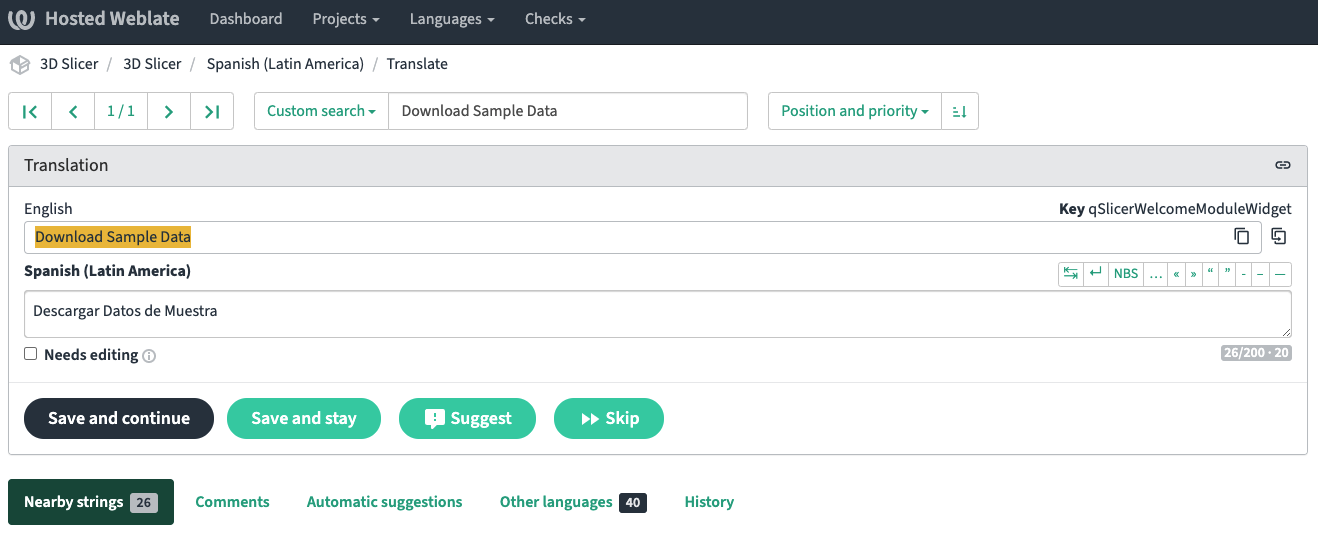 Hosted Weblate Dashboard Projects Languages Checks
3D Slicer / 3D Slicer / Spanish (Latin America) / Translate
1 / 1 Custom search Download Sample Data Position and priority
Translation
English Key qSlicerWelcomeModuleWidget
Download Sample Data
Spanish (Latin America) NBS … « » “ ” - – —
Descargar Datos de Muestra
Needs editing 26/200 · 20
Save and continue Save and stay Suggest Skip
Nearby strings 26 Comments Automatic suggestions Other languages 40 History